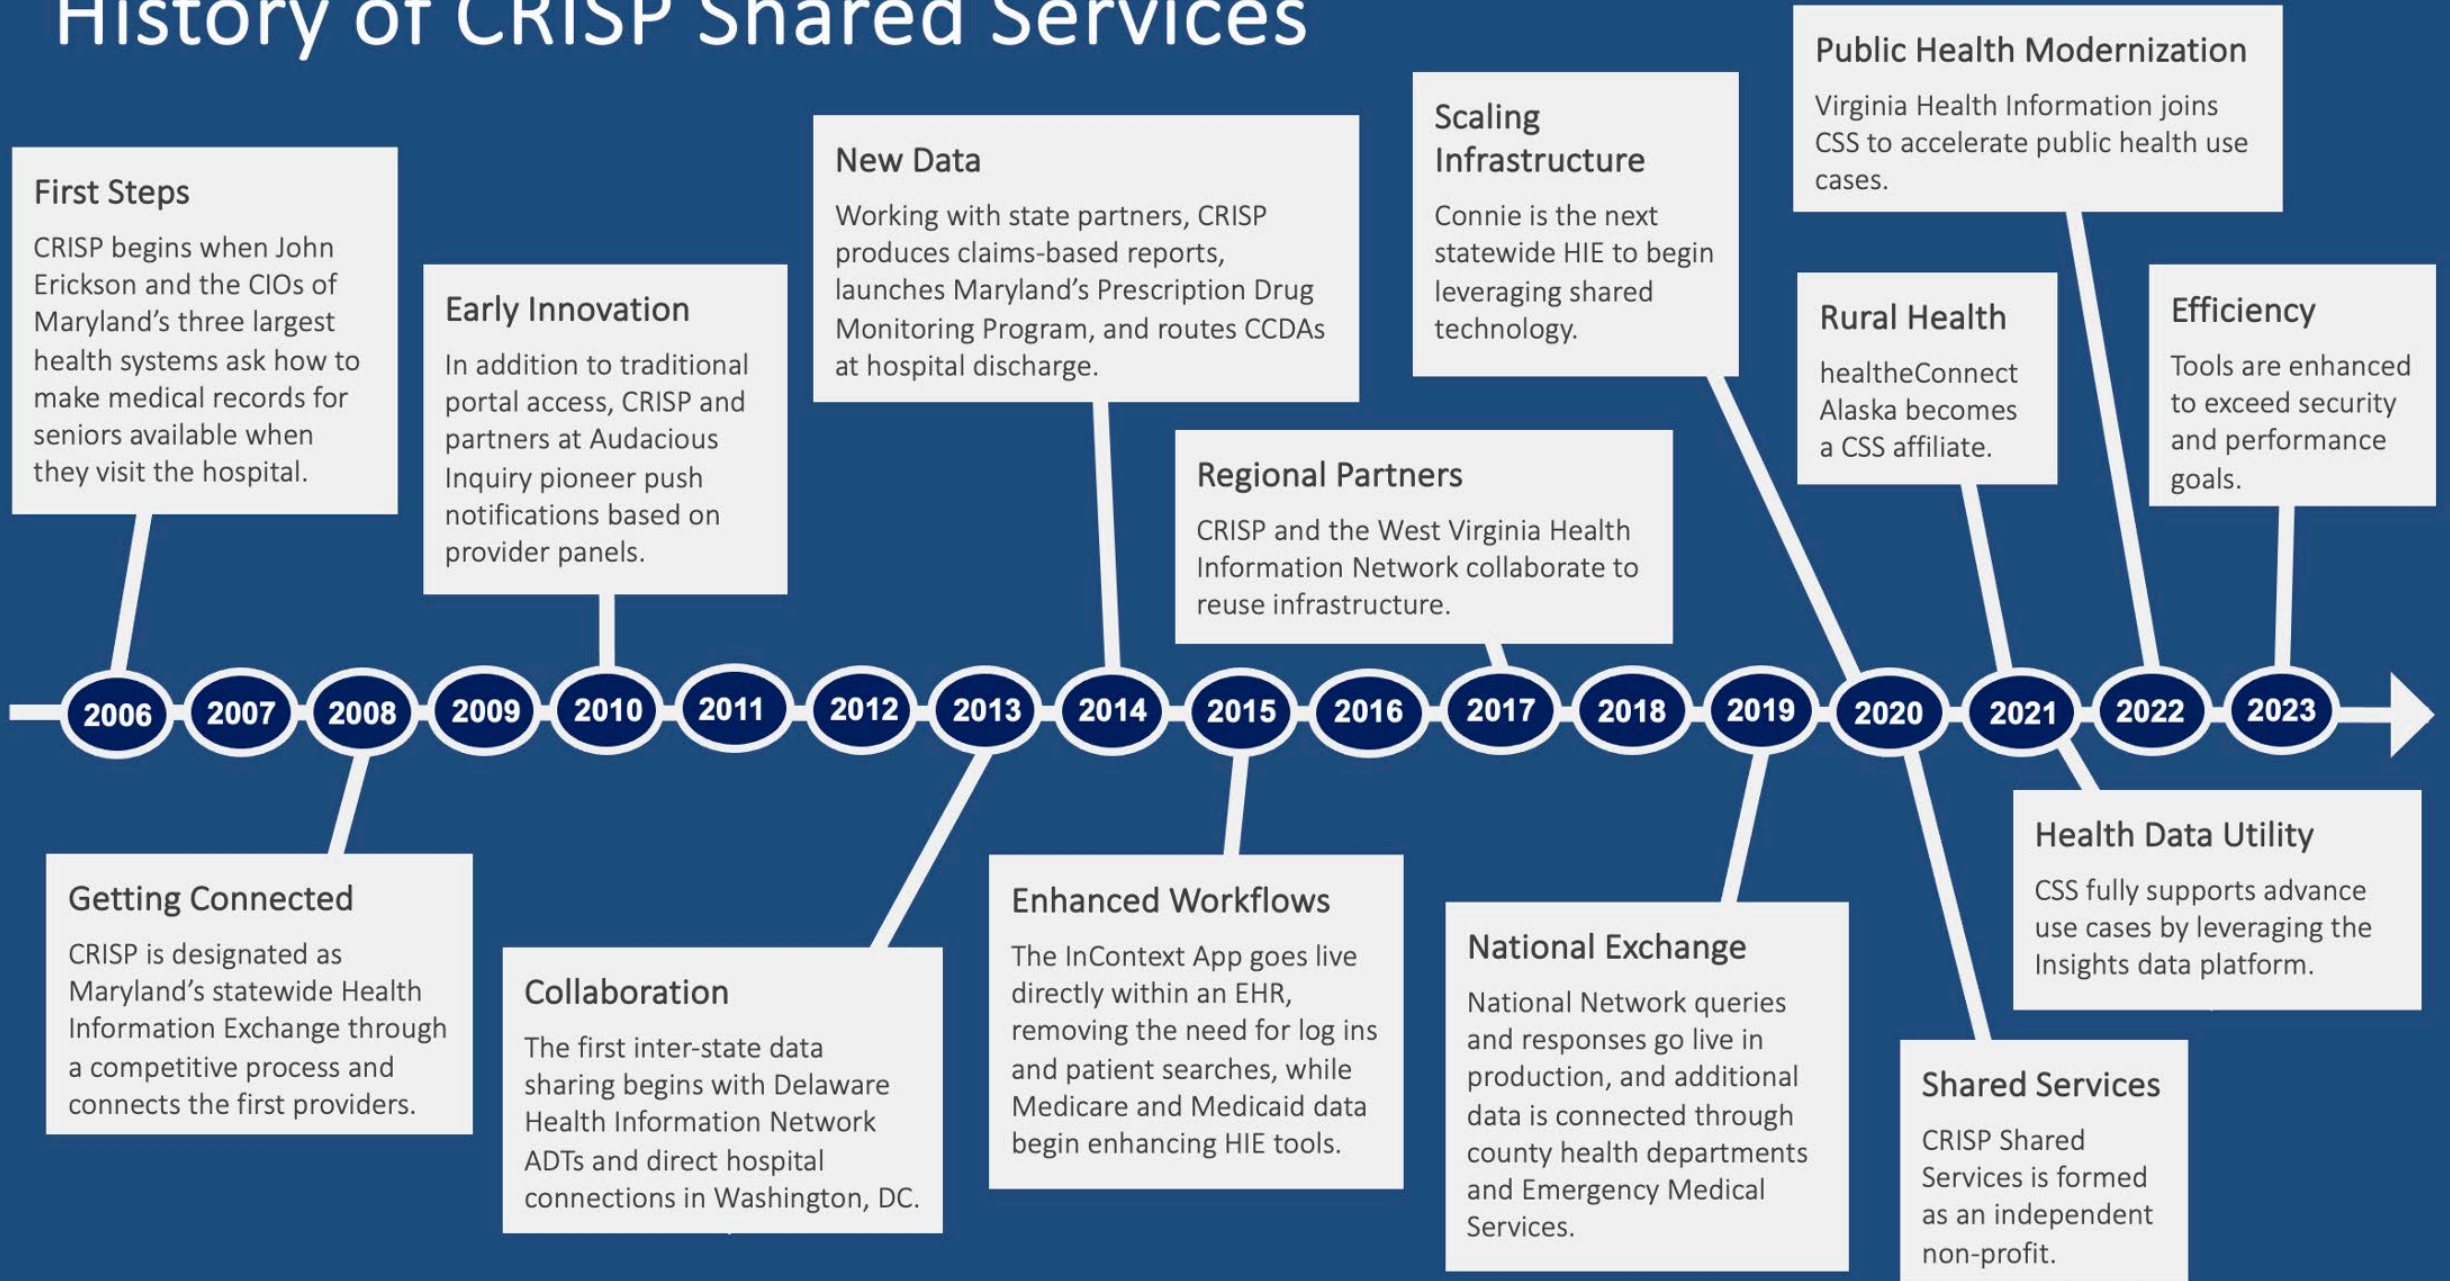 History of CRISP Shared Services
First Steps
CRISP begins when John
Erickson and the CIOs of
Maryland’s three largest
health systems ask how to
make medical records for
seniors available when
they visit the hospital.
Early Innovation
In addition to traditional
portal access, CRISP and
partners at Audacious
Inquiry pioneer push
notifications based on
provider panels.
New Data
Working with state partners, CRISP
produces claims-based reports,
launches Maryland’s Prescription Drug
Monitoring Program, and routes CCDAs
at hospital discharge.
Regional Partners
CRISP and the West Virginia Health
Information Network collaborate to
reuse infrastructure.
Scaling
Infrastructure
Connie is the next
statewide HIE to begin
leveraging shared
technology.
Public Health Modernization
Virginia Health Information joins
CSS to accelerate public health use
cases.
Rural Health
healtheConnect
Alaska becomes
a CSS affiliate.
Efficiency
Tools are enhanced
to exceed security
and performance
goals.
2006 2007 2008 2009 2010 2011 2012 2013 2014 2015 2016 2017 2018 2019 2020 2021 2022 2023
Getting Connected
CRISP is designated as
Maryland’s statewide Health
Information Exchange through
a competitive process and
connects the first providers.
Collaboration
The first inter-state data
sharing begins with Delaware
Health Information Network
ADTs and direct hospital
connections in Washington, DC.
Enhanced Workflows
The InContext App goes live
directly within an EHR,
removing the need for log ins
and patient searches, while
Medicare and Medicaid data
begin enhancing HIE tools.
National Exchange
National Network queries
and responses go live in
production, and additional
data is connected through
county health departments
and Emergency Medical
Services.
Shared Services
CRISP Shared
Services is formed
as an independent
non-profit.
Health Data Utility
CSS fully supports advance
use cases by leveraging the
Insights data platform.